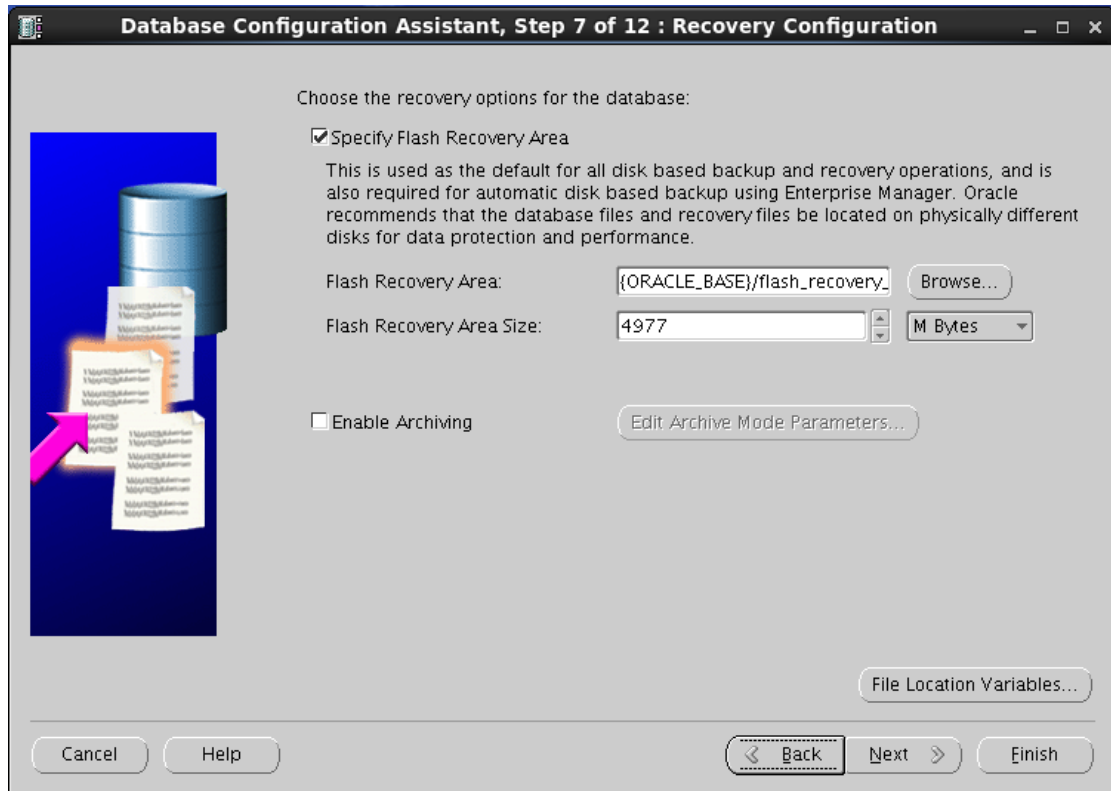 Database Configuration Assistant, Step 7 of 12 : Recovery Configuration
Choose the recovery options for the database:
Specify Flash Recovery Area
This is used as the default for all disk based backup and recovery operations, and is
also required for automatic disk based backup using Enterprise Manager. Oracle
recommends that the database files and recovery files be located on physically different
disks for data protection and performance.
Flash Recovery Area: {ORACLE_BASE}/flash_recovery_ Browse...
Flash Recovery Area Size: 4977 M Bytes
Enable Archiving Edit Archive Mode Parameters...
File Location Variables...
Cancel Help Back Next Finish